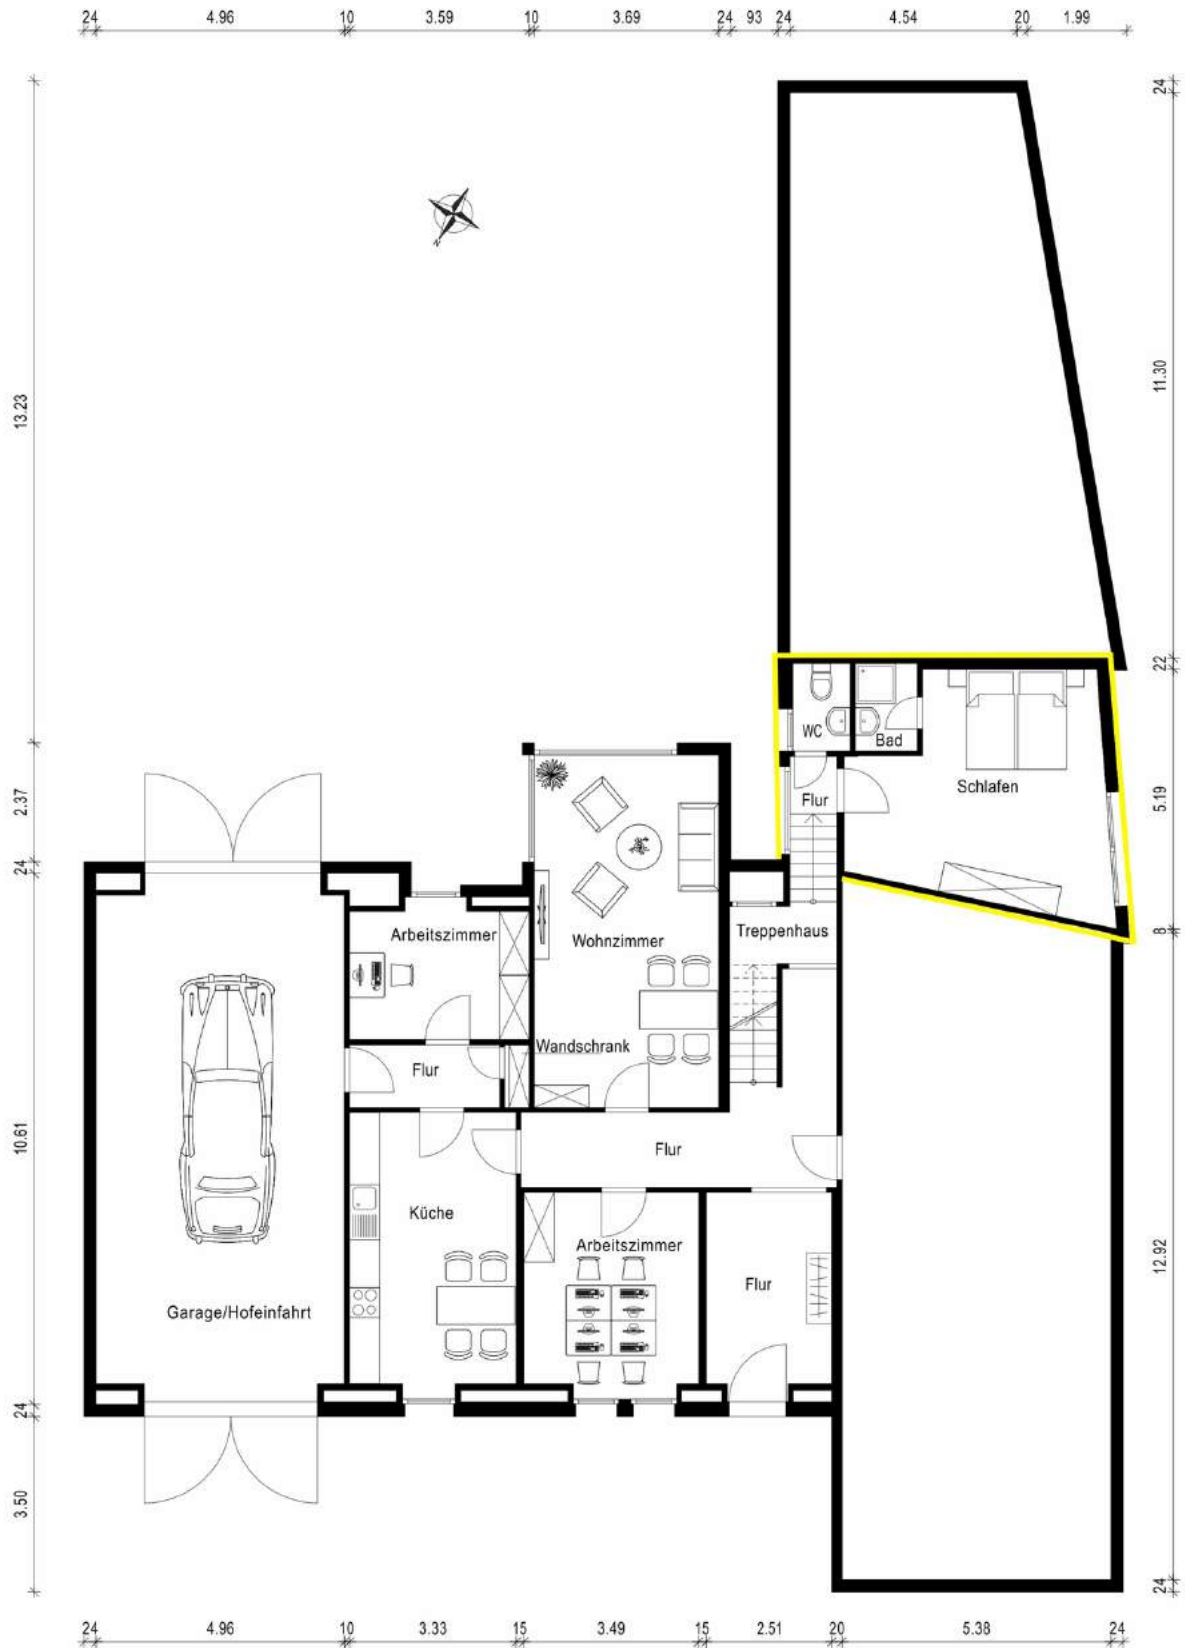 24 4.96 10 3.59 10 3.69 24 93 24 4.54 20 1.99
24
N
11.30
13.23
22
WC
Bad
Schlafen
Flur
2.37
5.19
24
Arbeitszimmer
Wohnzimmer
Treppenhaus
8
Wandschrank
Flur
10.61
Flur
Küche
Arbeitszimmer
12.92
Flur
Garage/Hofeinfahrt
24
3.50
24
24 4.96 10 3.33 15 3.49 15 2.51 20 5.38 24